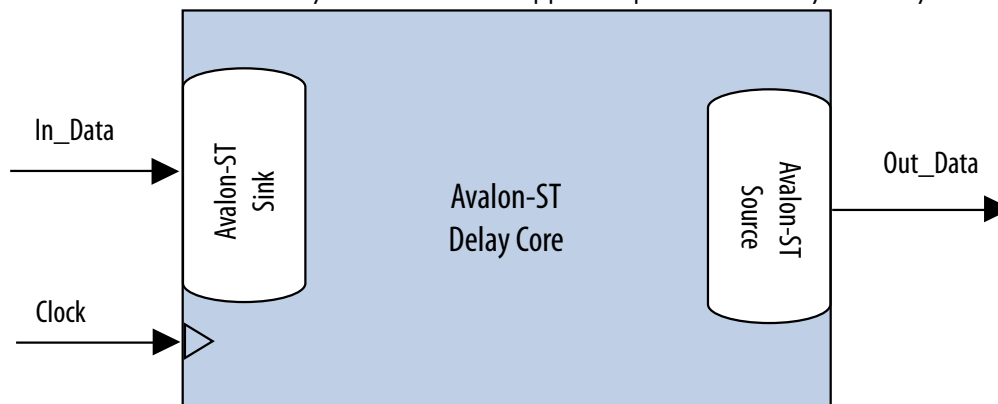 In_Data
Avalon-ST
Sink
Avalon-ST
Delay Core
Avalon-ST
Source
Out_Data
Clock